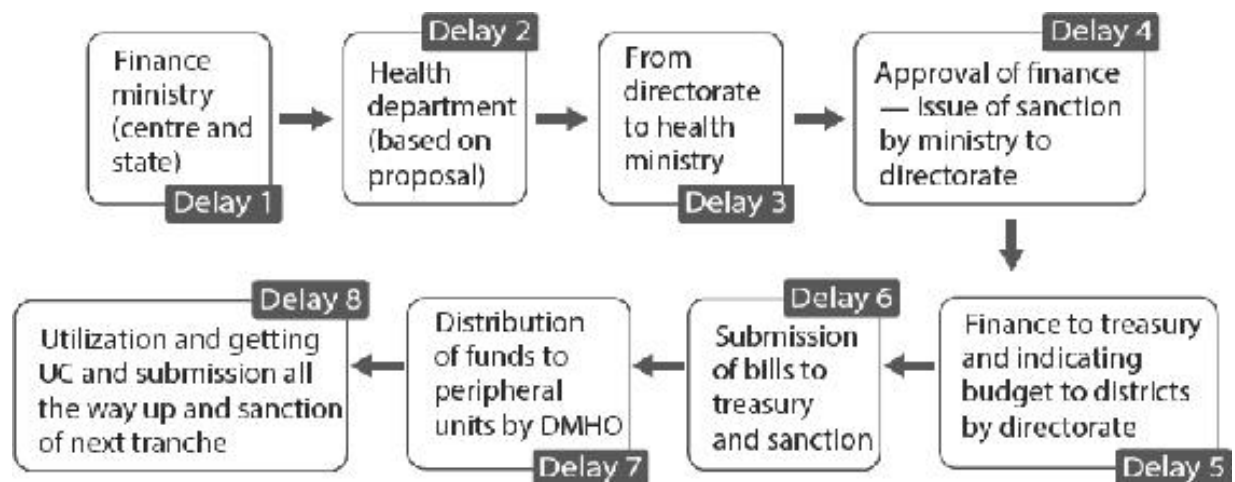 Finance
ministry
(centre and
state)
Delay 1
Delay 2
Health
department
(based on
proposal)
From
directorate
to health
ministry
Delay 3
Delay 4
Approval of finance
— issue of sanction
by ministry to
directorate
Finance to treasury
and indicating
budget to districts
by directorate
Delay 5
Delay 6
Submission
of bills to
treasury
and sanction
Distribution
of funds to
peripheral
units by DMHO
Delay 7
Delay 8
Utilization and getting
UC and submission all
the way up and sanction
of next tranche